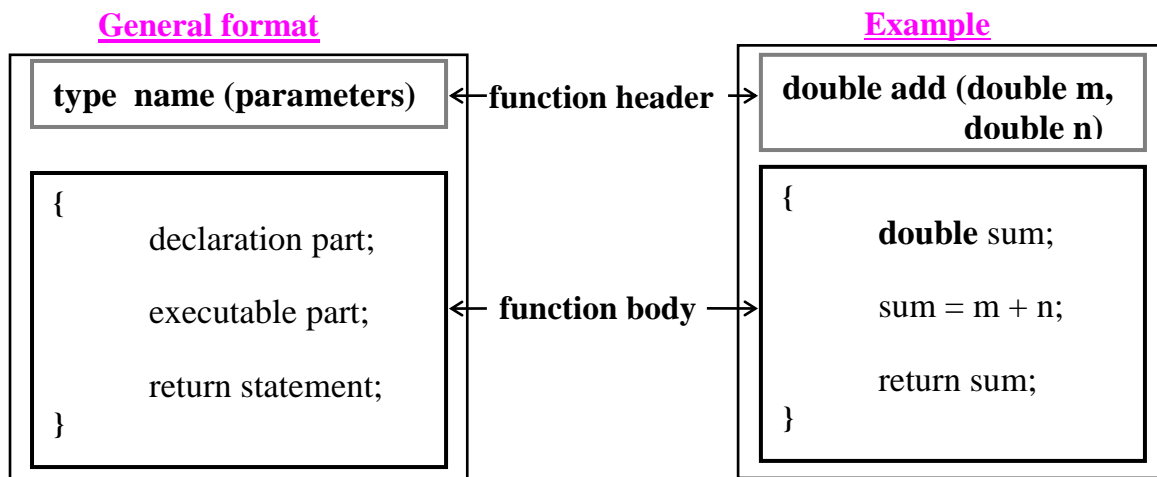 General format
type name (parameters)
{
declaration part;
executable part;
return statement;
}
function header
function body
Example
double add (double m,
double n)
{
double sum;
sum = m + n;
return sum;
}